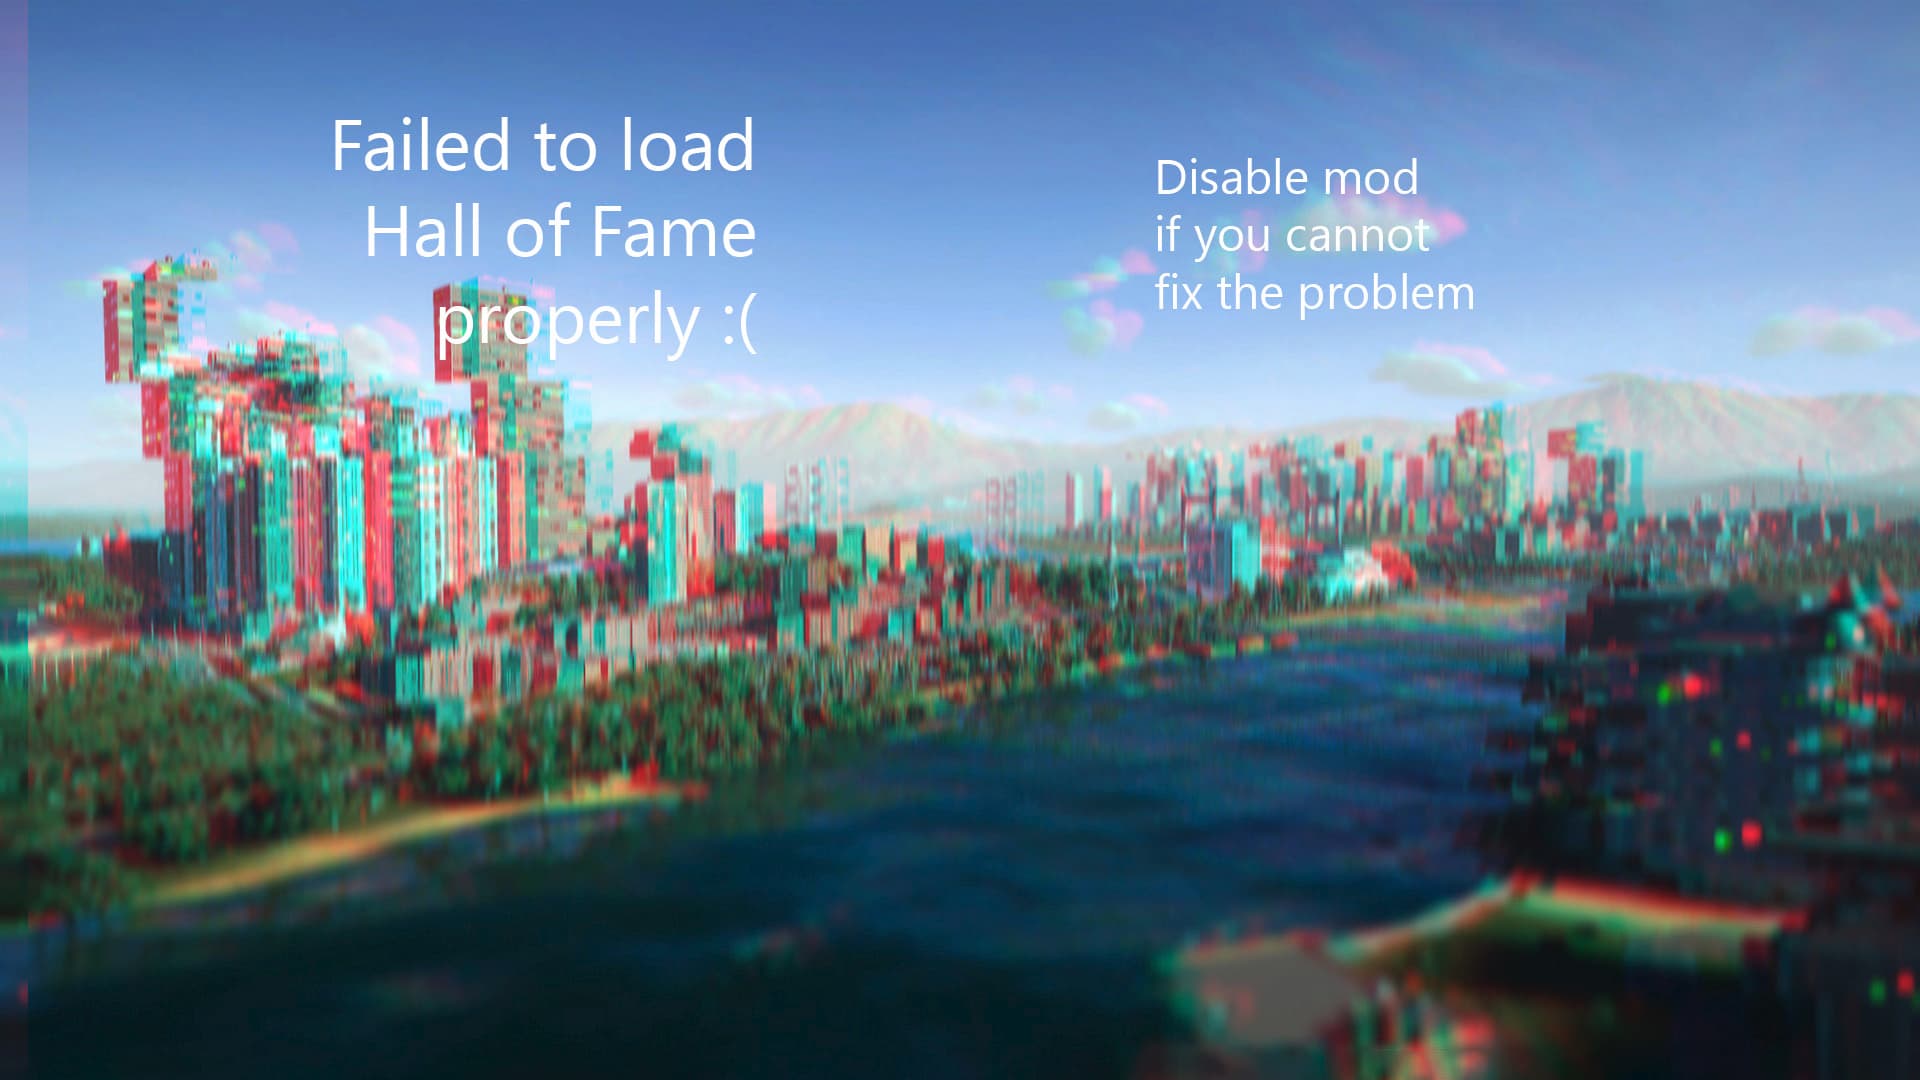 Failed to load
Hall of Fame
properly :(
Disable mod
if you cannot
fix the problem